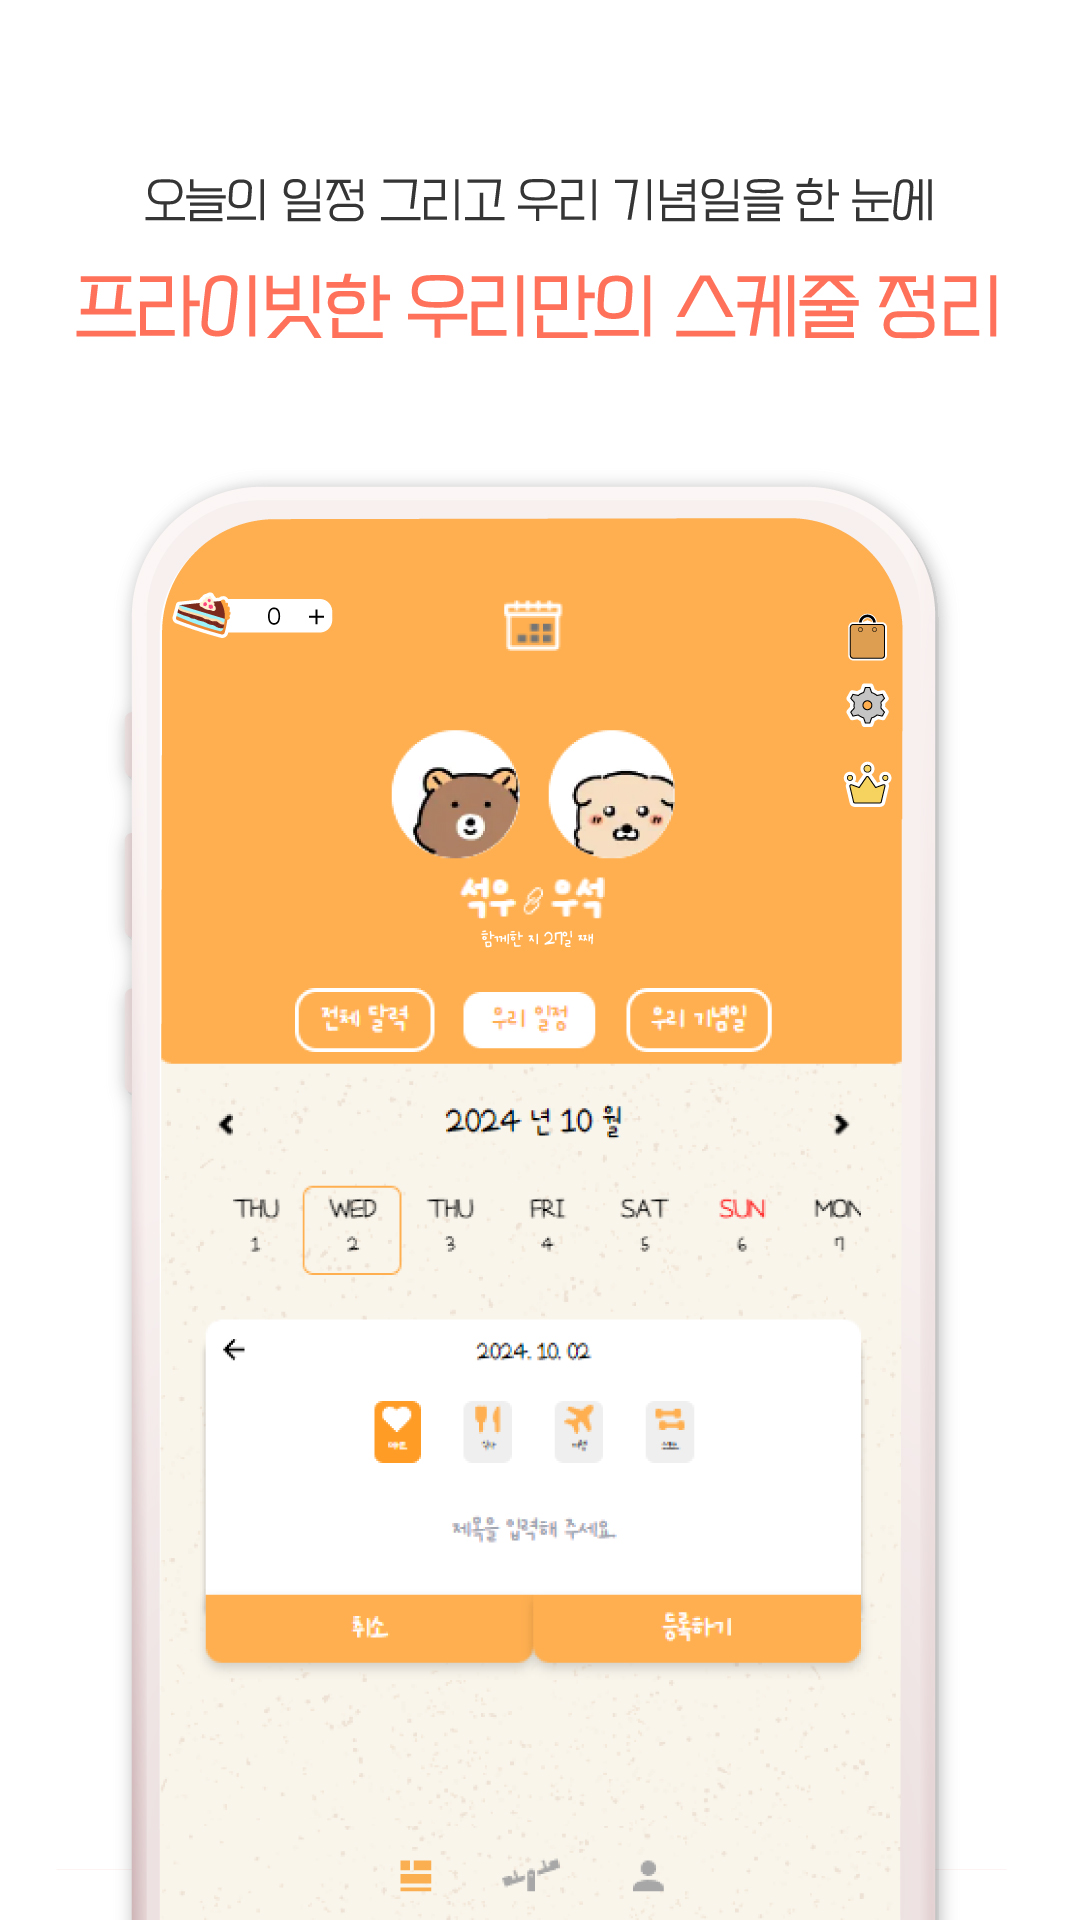 오늘의 일정 그리고 우리 기념일을 한 눈에
프라이빗한 우리만의 스케줄 정리
0 +
석우 우석
함께한 지 27일 째
전체 달력 우리 일정 우리 기념일
2024 년 10 월
THU WED THU FRI SAT SUN MON
1 2 3 4 5 6 7
2024. 10. 02
제목을 입력해 주세요.
취소 등록하기